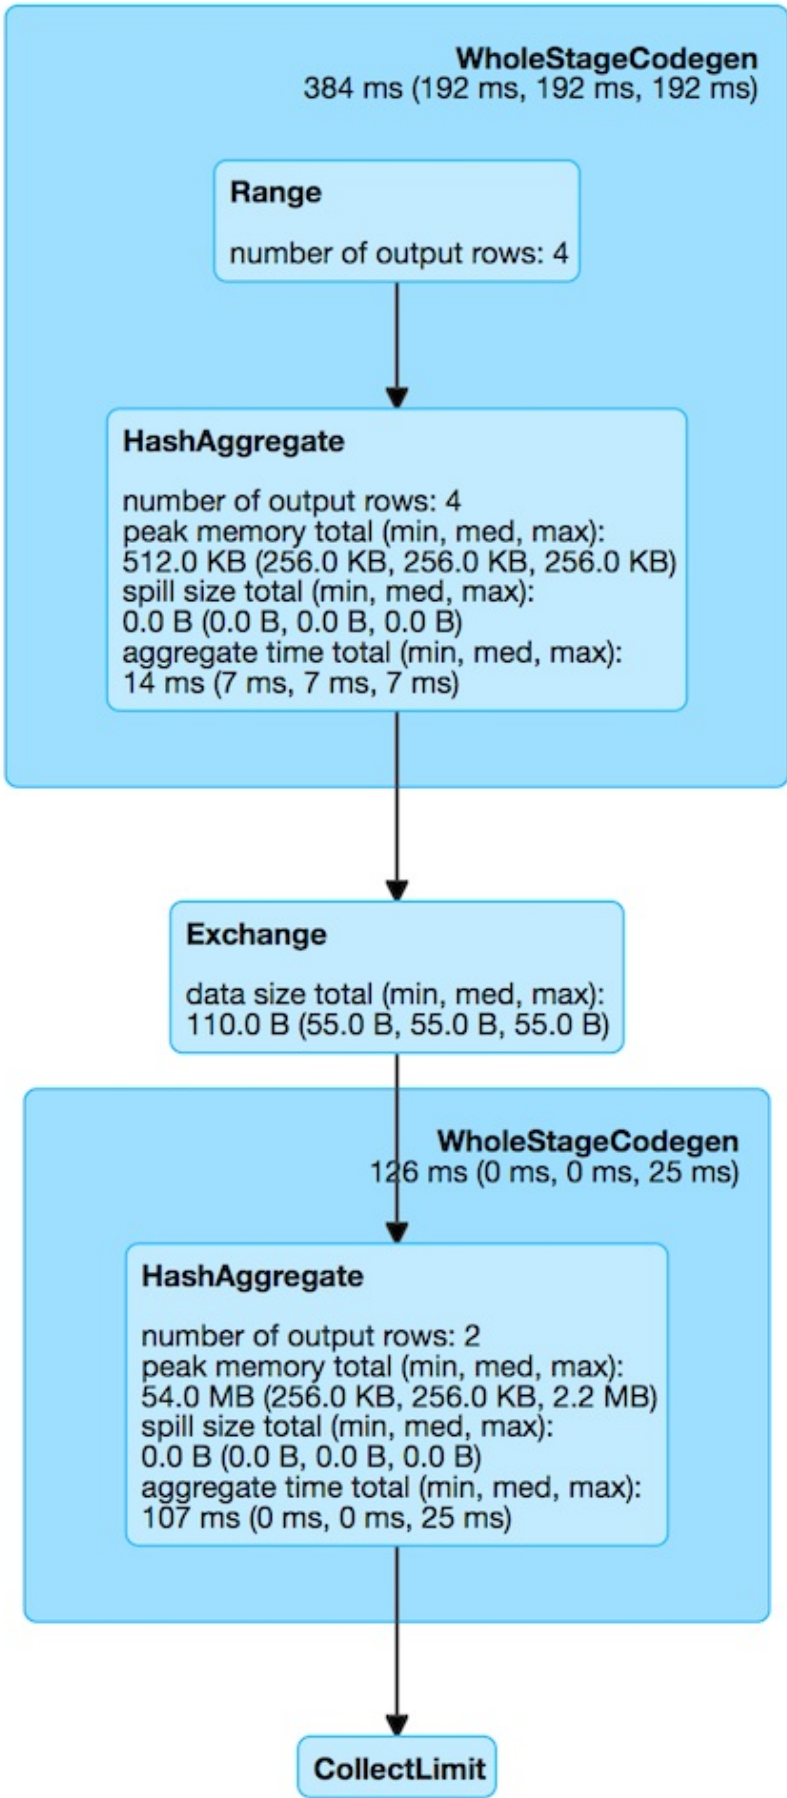 WholeStageCodegen
384 ms (192 ms, 192 ms, 192 ms)
Range
number of output rows: 4
HashAggregate
number of output rows: 4
peak memory total (min, med, max):
512.0 KB (256.0 KB, 256.0 KB, 256.0 KB)
spill size total (min, med, max):
0.0 B (0.0 B, 0.0 B, 0.0 B)
aggregate time total (min, med, max):
14 ms (7 ms, 7 ms, 7 ms)
Exchange
data size total (min, med, max):
110.0 B (55.0 B, 55.0 B, 55.0 B)
WholeStageCodegen
126 ms (0 ms, 0 ms, 25 ms)
HashAggregate
number of output rows: 2
peak memory total (min, med, max):
54.0 MB (256.0 KB, 256.0 KB, 2.2 MB)
spill size total (min, med, max):
0.0 B (0.0 B, 0.0 B, 0.0 B)
aggregate time total (min, med, max):
107 ms (0 ms, 0 ms, 25 ms)
CollectLimit